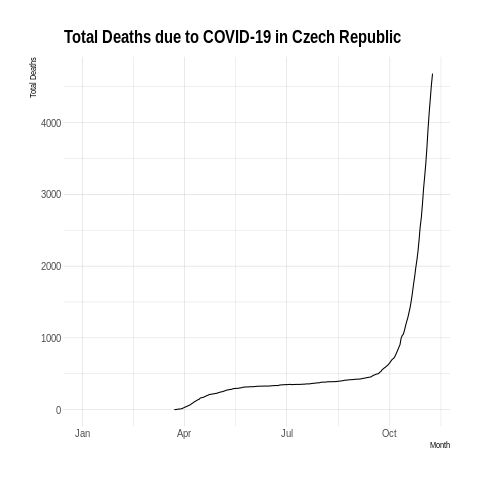 Total Deaths due to COVID-19 in Czech Republic
Total Deaths
4000
3000
2000
1000
0
Jan Apr Jul Oct
Month